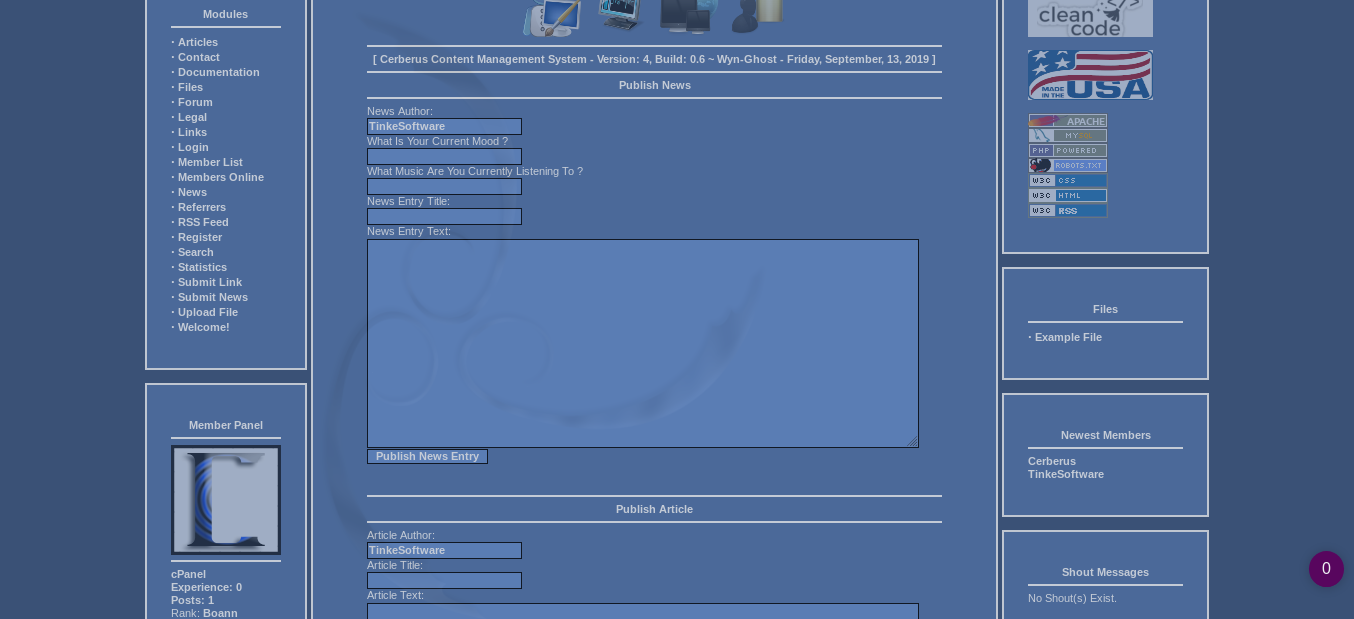 Modules
· Articles
· Contact
· Documentation
· Files
· Forum
· Legal
· Links
· Login
· Member List
· Members Online
· News
· Referrers
· RSS Feed
· Register
· Search
· Statistics
· Submit Link
· Submit News
· Upload File
· Welcome!
Member Panel
cPanel
Experience: 0
Posts: 1
Rank: Boann
[ Cerberus Content Management System - Version: 4, Build: 0.6 ~ Wyn-Ghost - Friday, September, 13, 2019 ]
Publish News
News Author:
TinkeSoftware
What Is Your Current Mood ?
What Music Are You Currently Listening To ?
News Entry Title:
News Entry Text:
Publish News Entry
Publish Article
Article Author:
TinkeSoftware
Article Title:
Article Text:
clean
code
MADE IN THE USA
APACHE
MYSQL
PHP POWERED
ROBOTS.TXT
W3C CSS
W3C HTML
W3C RSS
Files
· Example File
Newest Members
Cerberus
TinkeSoftware
Shout Messages
No Shout(s) Exist.
0